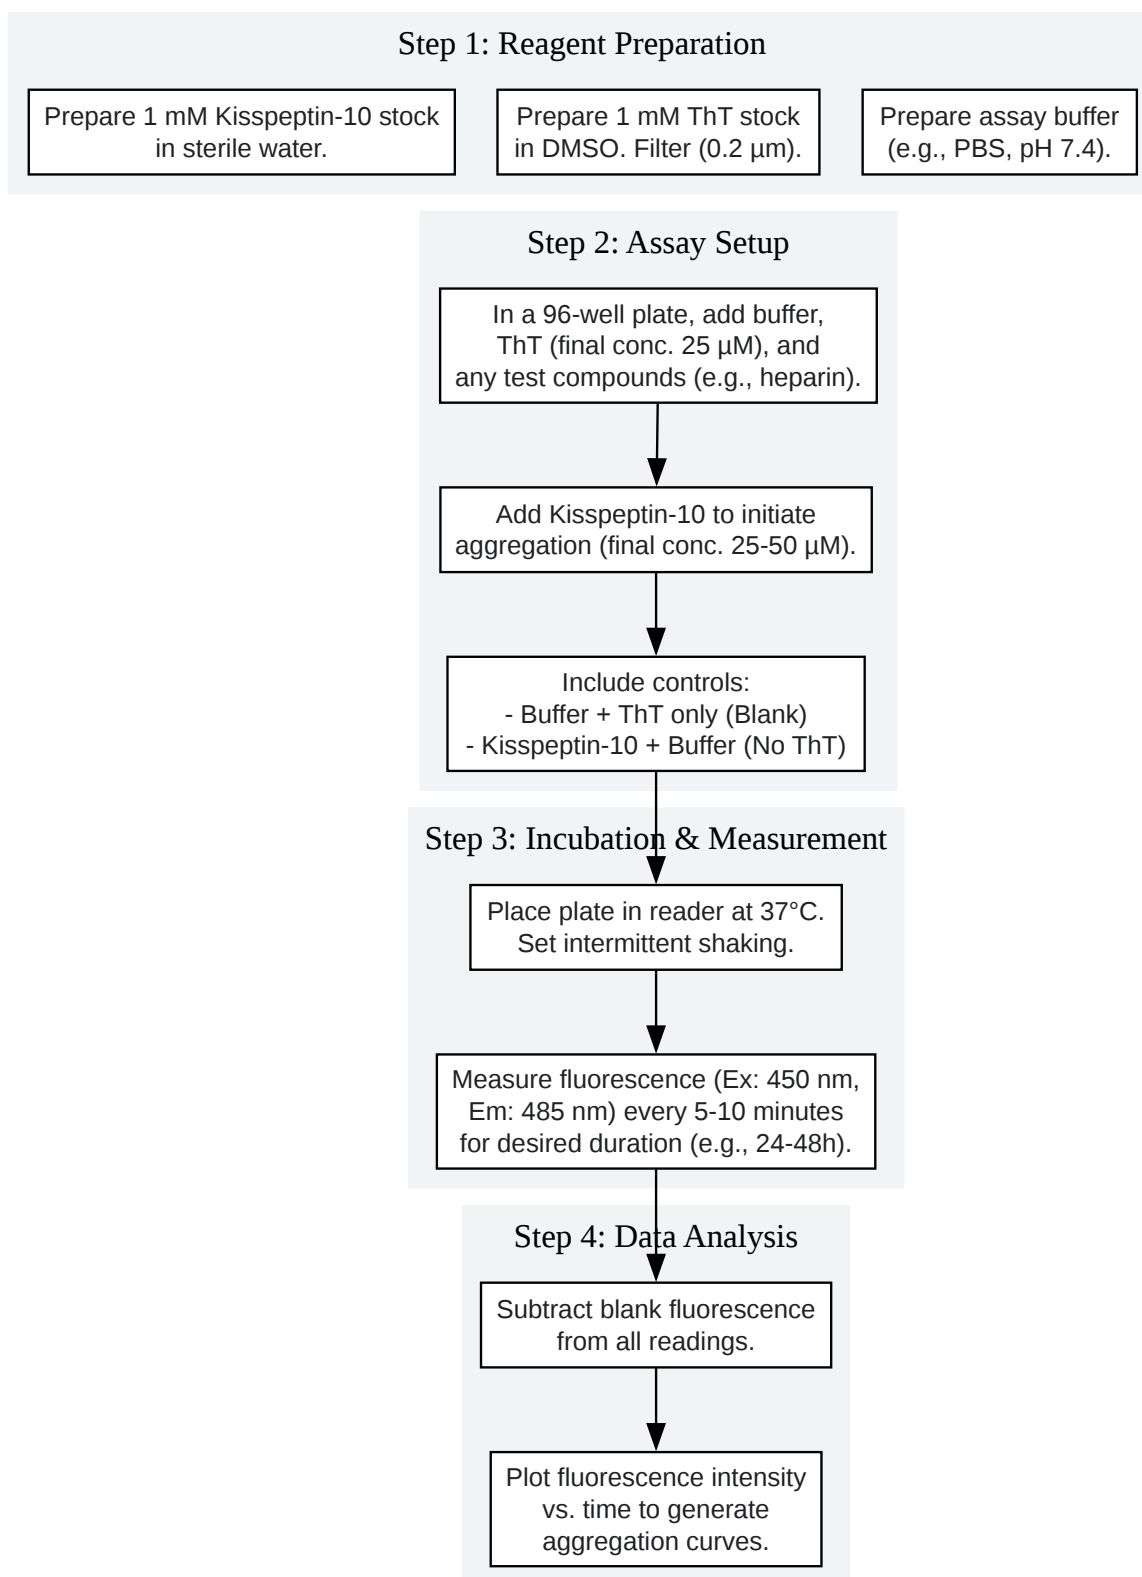 Step 1: Reagent Preparation
Prepare 1 mM Kisspeptin-10 stock
in sterile water.
Prepare 1 mM ThT stock
in DMSO. Filter (0.2 µm).
Prepare assay buffer
(e.g., PBS, pH 7.4).
Step 2: Assay Setup
In a 96-well plate, add buffer,
ThT (final conc. 25 µM), and
any test compounds (e.g., heparin).
Add Kisspeptin-10 to initiate
aggregation (final conc. 25-50 µM).
Include controls:
- Buffer + ThT only (Blank)
- Kisspeptin-10 + Buffer (No ThT)
Step 3: Incubation & Measurement
Place plate in reader at 37°C.
Set intermittent shaking.
Measure fluorescence (Ex: 450 nm,
Em: 485 nm) every 5-10 minutes
for desired duration (e.g., 24-48h).
Step 4: Data Analysis
Subtract blank fluorescence
from all readings.
Plot fluorescence intensity
vs. time to generate
aggregation curves.